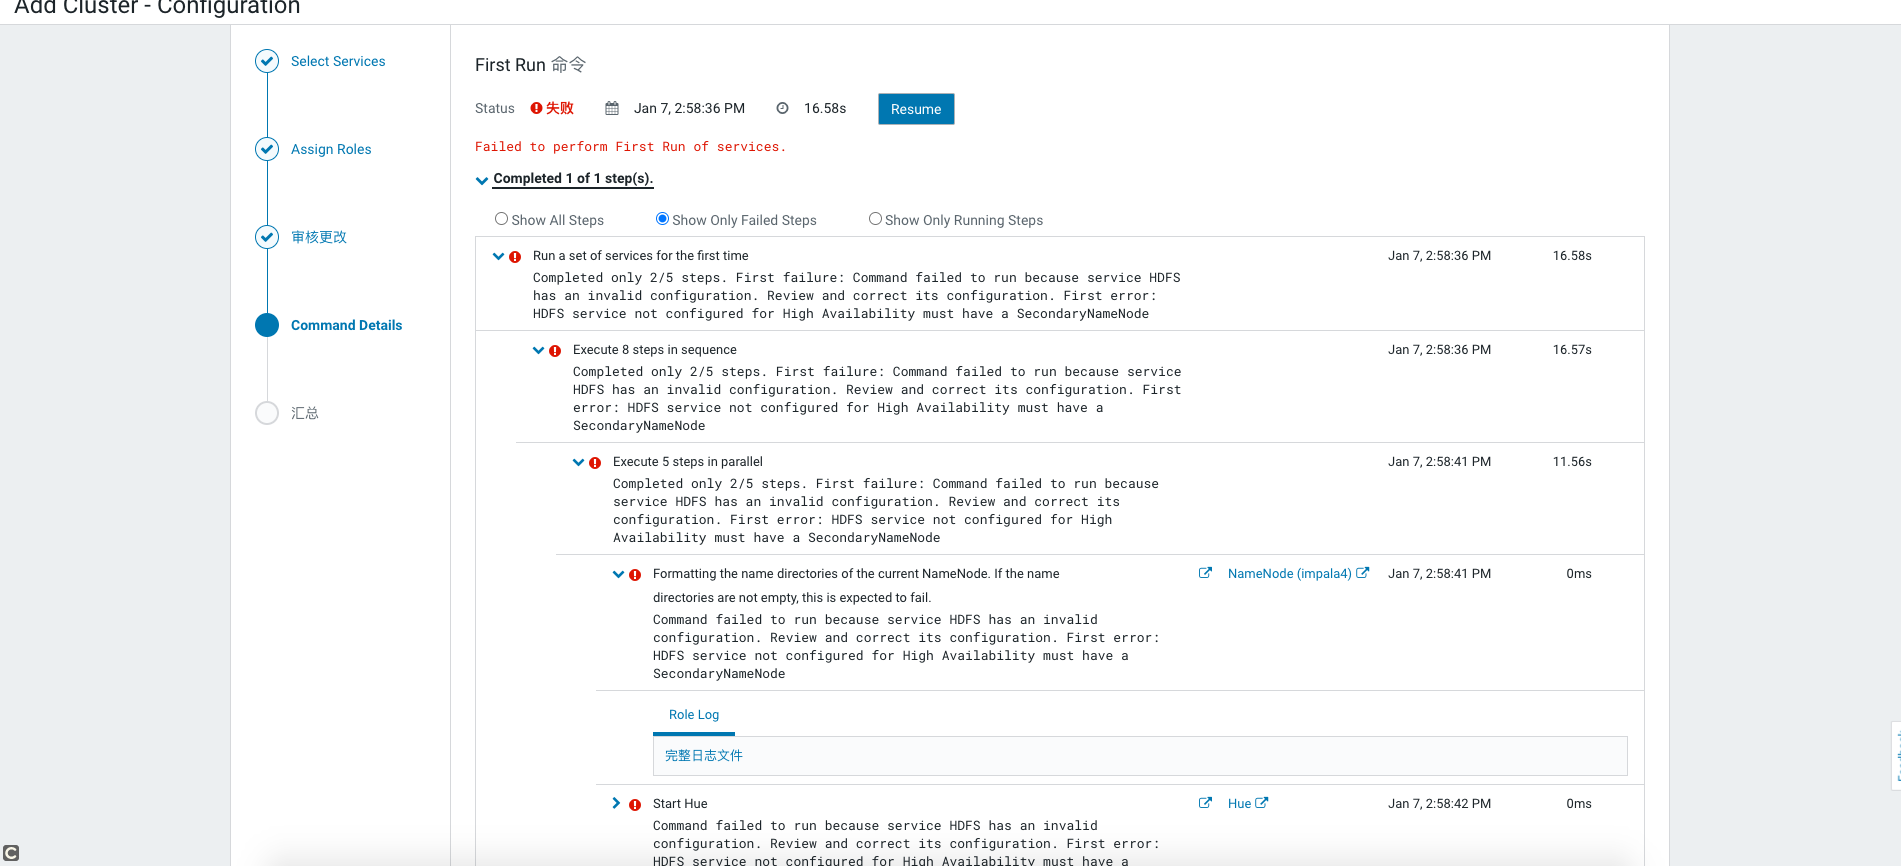 Add Cluster - Configuration
Select Services
Assign Roles
审核更改
Command Details
汇总
First Run 命令
Status 失败 Jan 7, 2:58:36 PM 16.58s Resume
Failed to perform First Run of services.
Completed 1 of 1 step(s).
Show All Steps Show Only Failed Steps Show Only Running Steps
Run a set of services for the first time Jan 7, 2:58:36 PM 16.58s
Completed only 2/5 steps. First failure: Command failed to run because service HDFS
has an invalid configuration. Review and correct its configuration. First error:
HDFS service not configured for High Availability must have a SecondaryNameNode
Execute 8 steps in sequence Jan 7, 2:58:36 PM 16.57s
Completed only 2/5 steps. First failure: Command failed to run because service
HDFS has an invalid configuration. Review and correct its configuration. First
error: HDFS service not configured for High Availability must have a
SecondaryNameNode
Execute 5 steps in parallel Jan 7, 2:58:41 PM 11.56s
Completed only 2/5 steps. First failure: Command failed to run because
service HDFS has an invalid configuration. Review and correct its
configuration. First error: HDFS service not configured for High
Availability must have a SecondaryNameNode
Formatting the name directories of the current NameNode. If the name NameNode (impala4) Jan 7, 2:58:41 PM 0ms
directories are not empty, this is expected to fail.
Command failed to run because service HDFS has an invalid
configuration. Review and correct its configuration. First error:
HDFS service not configured for High Availability must have a
SecondaryNameNode
Role Log
完整日志文件
Start Hue Hue Jan 7, 2:58:42 PM 0ms
Command failed to run because service HDFS has an invalid
configuration. Review and correct its configuration. First error:
HDFS service not configured for High Availability must have a